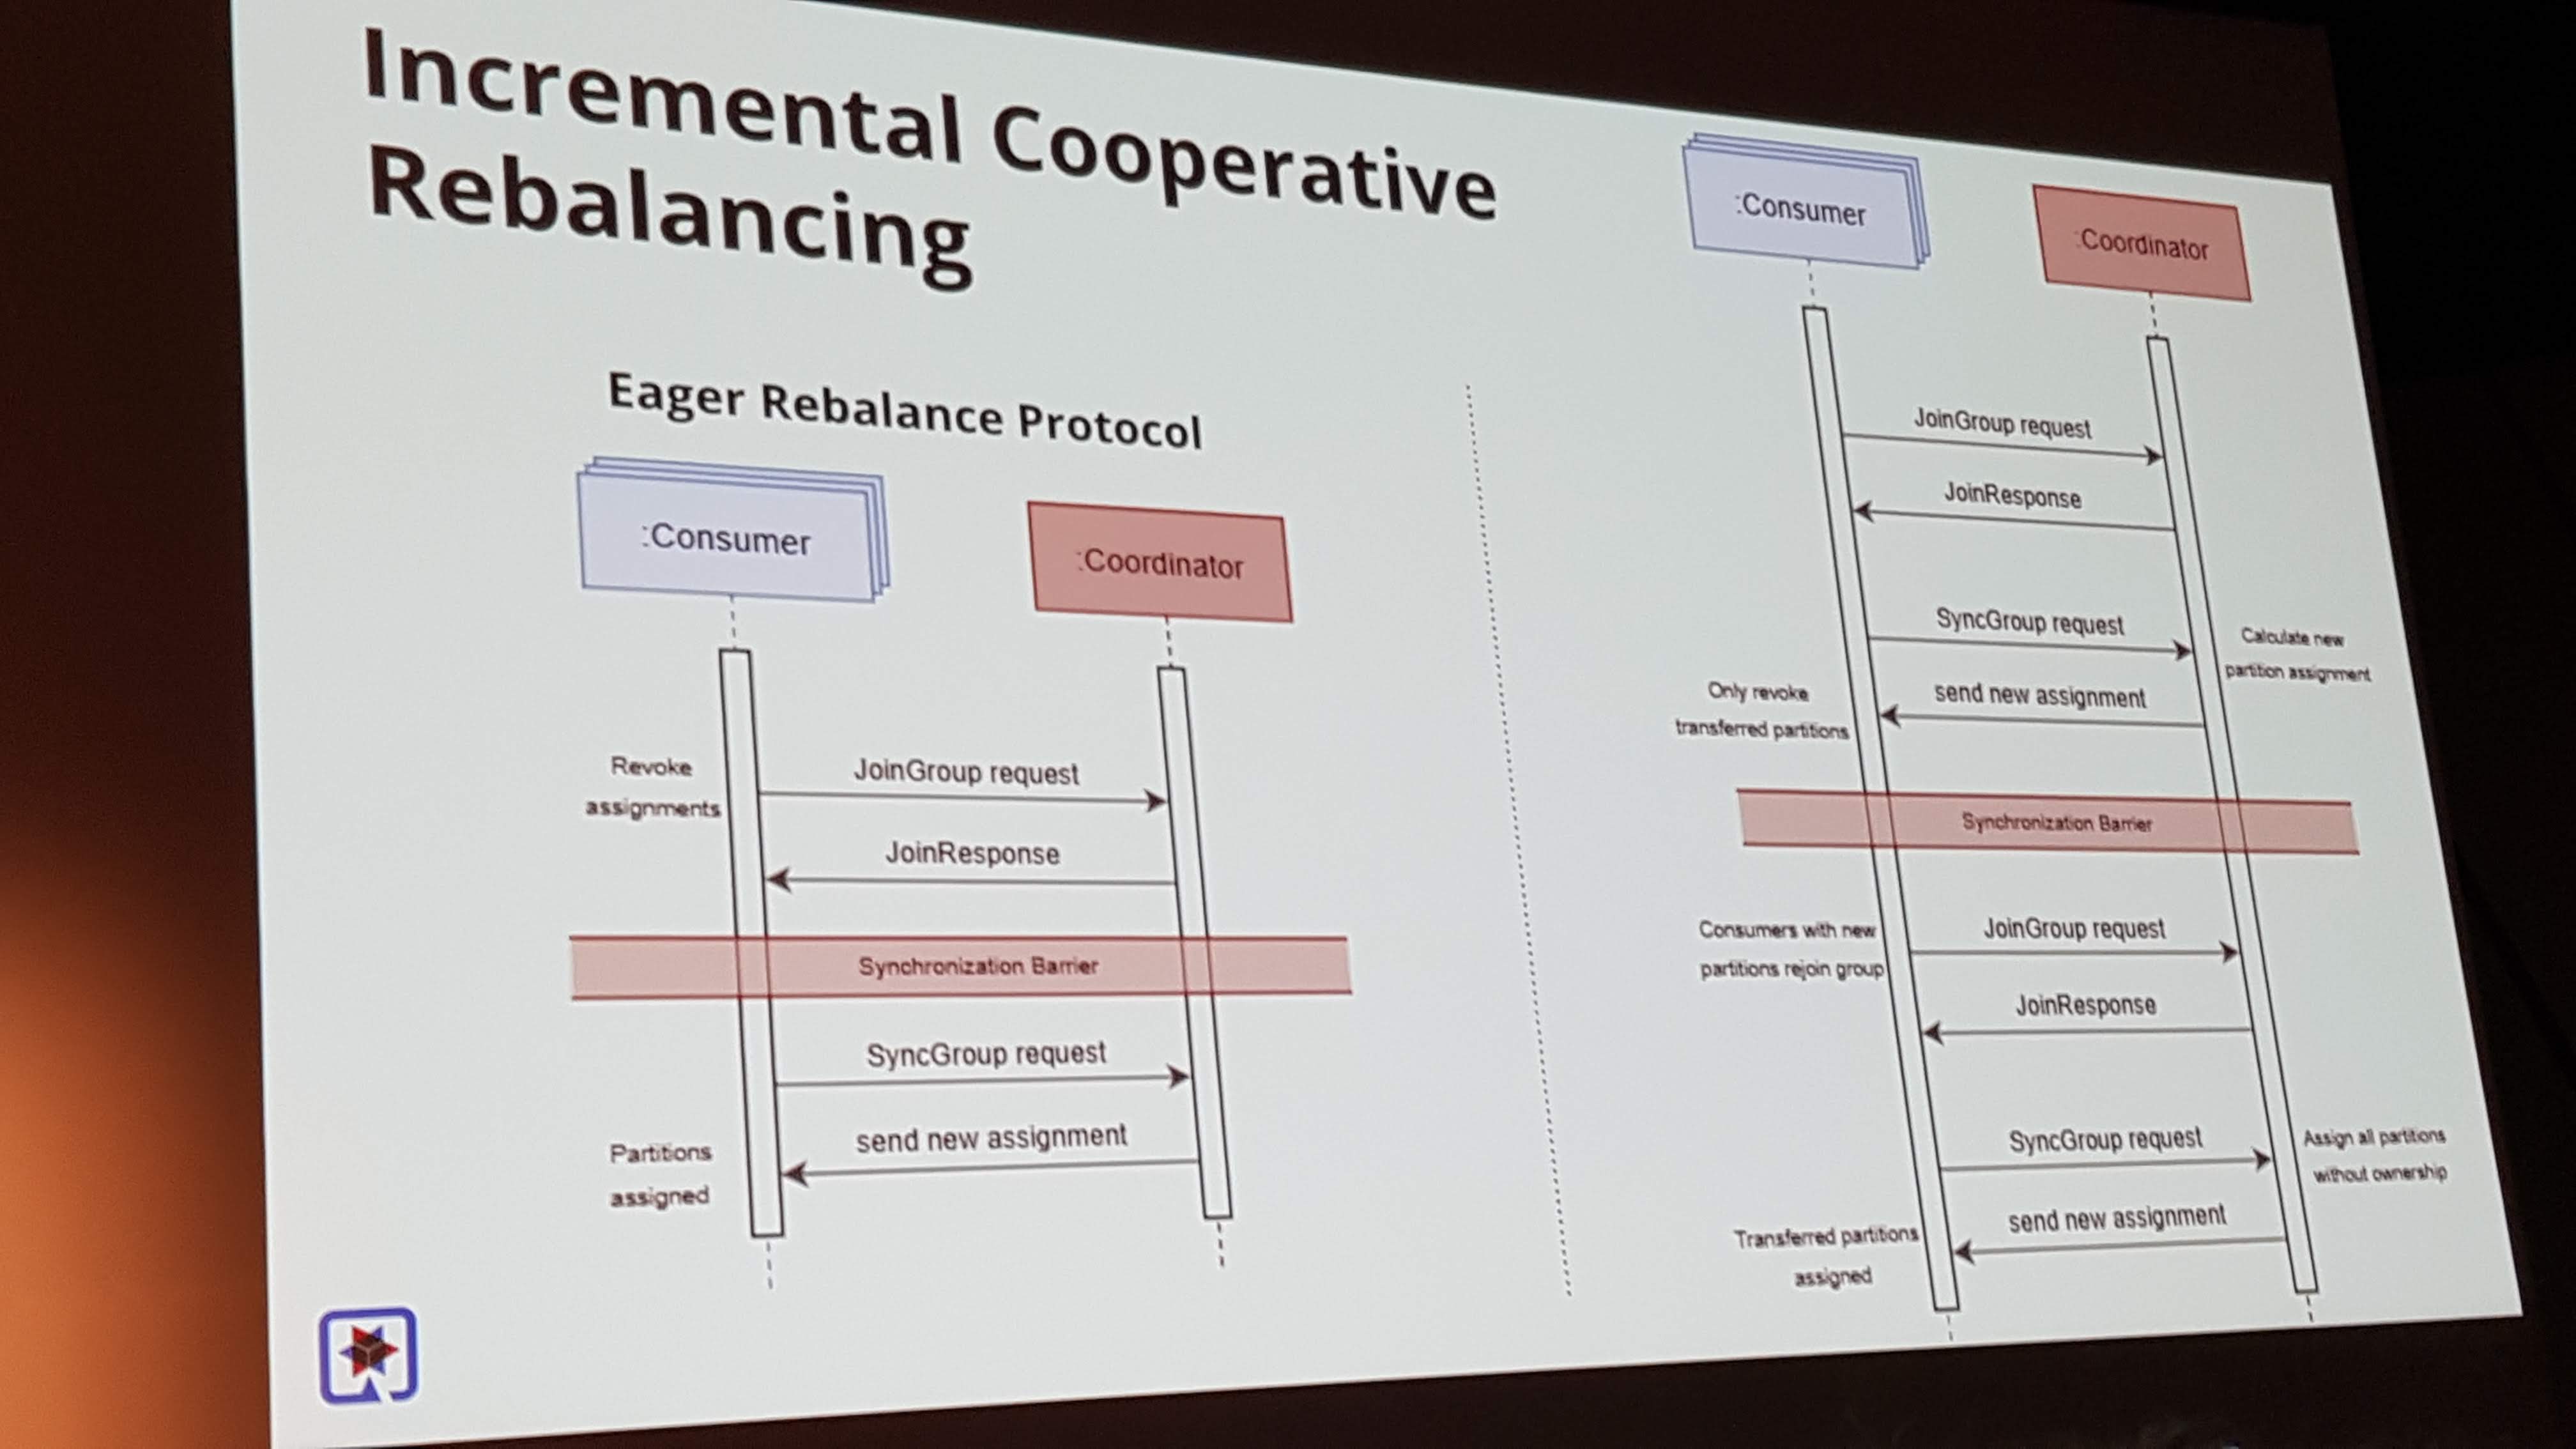 Incremental Cooperative
Rebalancing
Eager Rebalance Protocol
:Consumer
:Coordinator
Revoke
assignments
JoinGroup request
JoinResponse
Synchronization Barrier
SyncGroup request
send new assignment
Partitions
assigned
:Consumer
:Coordinator
JoinGroup request
JoinResponse
SyncGroup request
Calculate new
partition assignment
send new assignment
Only revoke
transferred partitions
Synchronization Barrier
Consumers with new
partitions rejoin group
JoinGroup request
JoinResponse
SyncGroup request
Assign all partitions
without ownership
send new assignment
Transferred partitions
assigned